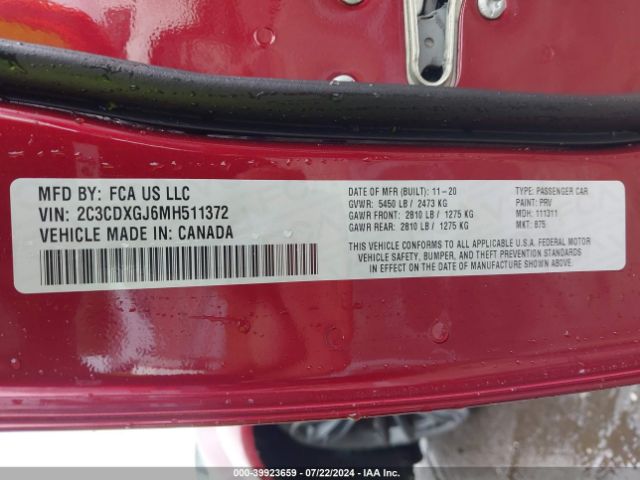 MFD BY: FCA US LLC
VIN: 2C3CDXGJ6MH511372
VEHICLE MADE IN: CANADA
DATE OF MFR (BUILT): 11-20
GVWR: 5450 LB / 2473 KG
GAWR FRONT: 2810 LB / 1275 KG
GAWR REAR: 2810 LB / 1275 KG
TYPE: PASSENGER CAR
PAINT: PRV
MDH: 111311
MKT: B75
THIS VEHICLE CONFORMS TO ALL APPLICABLE U.S.A. FEDERAL MOTOR
VEHICLE SAFETY, BUMPER, AND THEFT PREVENTION STANDARDS
IN EFFECT ON THE DATE OF MANUFACTURE SHOWN ABOVE.
000-39923659 - 07/22/2024 - IAA Inc.